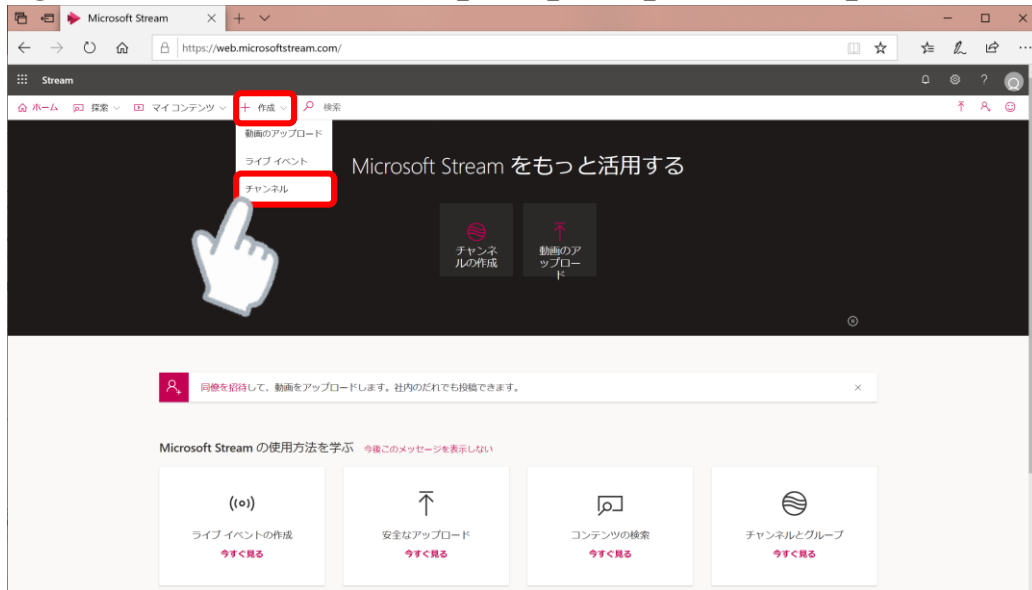 Microsoft Stream
https://web.microsoftstream.com/
Stream
ホーム 探索 マイ コンテンツ 作成 検索
動画のアップロード
ライブ イベント
チャンネル
Microsoft Stream をもっと活用する
チャンネ
ルの作成
動画のア
ップロー
ド
同僚を招待して、動画をアップロードします。社内のだれでも投稿できます。
Microsoft Stream の使用方法を学ぶ 今後このメッセージを表示しない
ライブ イベントの作成
今すぐ見る
安全なアップロード
今すぐ見る
コンテンツの検索
今すぐ見る
チャンネルとグループ
今すぐ見る